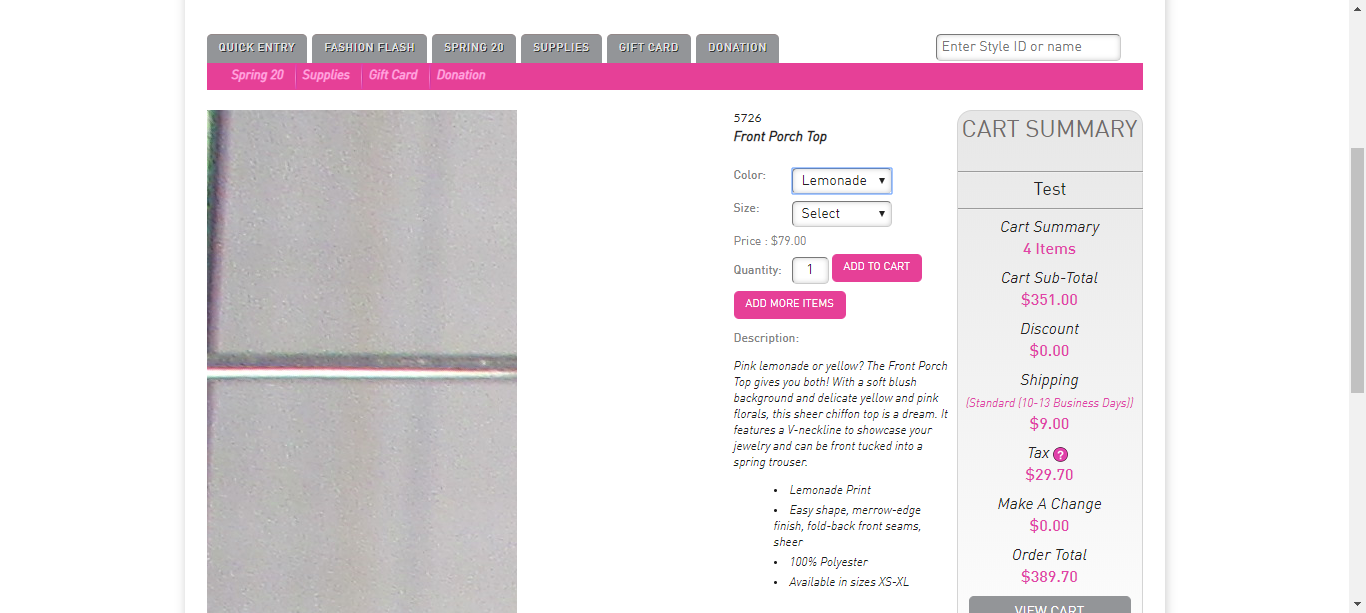 QUICK ENTRY
FASHION FLASH
SPRING 20
SUPPLIES
GIFT CARD
DONATION
Enter Style ID or name
Spring 20
Supplies
Gift Card
Donation
5726
Front Porch Top
Color:
Lemonade
Size:
Select
Price : $79.00
Quantity:
1
ADD TO CART
ADD MORE ITEMS
Description:
Pink lemonade or yellow? The Front Porch
Top gives you both! With a soft blush
background and delicate yellow and pink
florals, this sheer chiffon top is a dream. It
features a V-neckline to showcase your
jewelry and can be front tucked into a
spring trouser.
• Lemonade Print
• Easy shape, merrow-edge
finish, fold-back front seams,
sheer
• 100% Polyester
• Available in sizes XS-XL
CART SUMMARY
Test
Cart Summary
4 Items
Cart Sub-Total
$351.00
Discount
$0.00
Shipping
(Standard (10-13 Business Days))
$9.00
Tax ?
$29.70
Make A Change
$0.00
Order Total
$389.70
VIEW CART